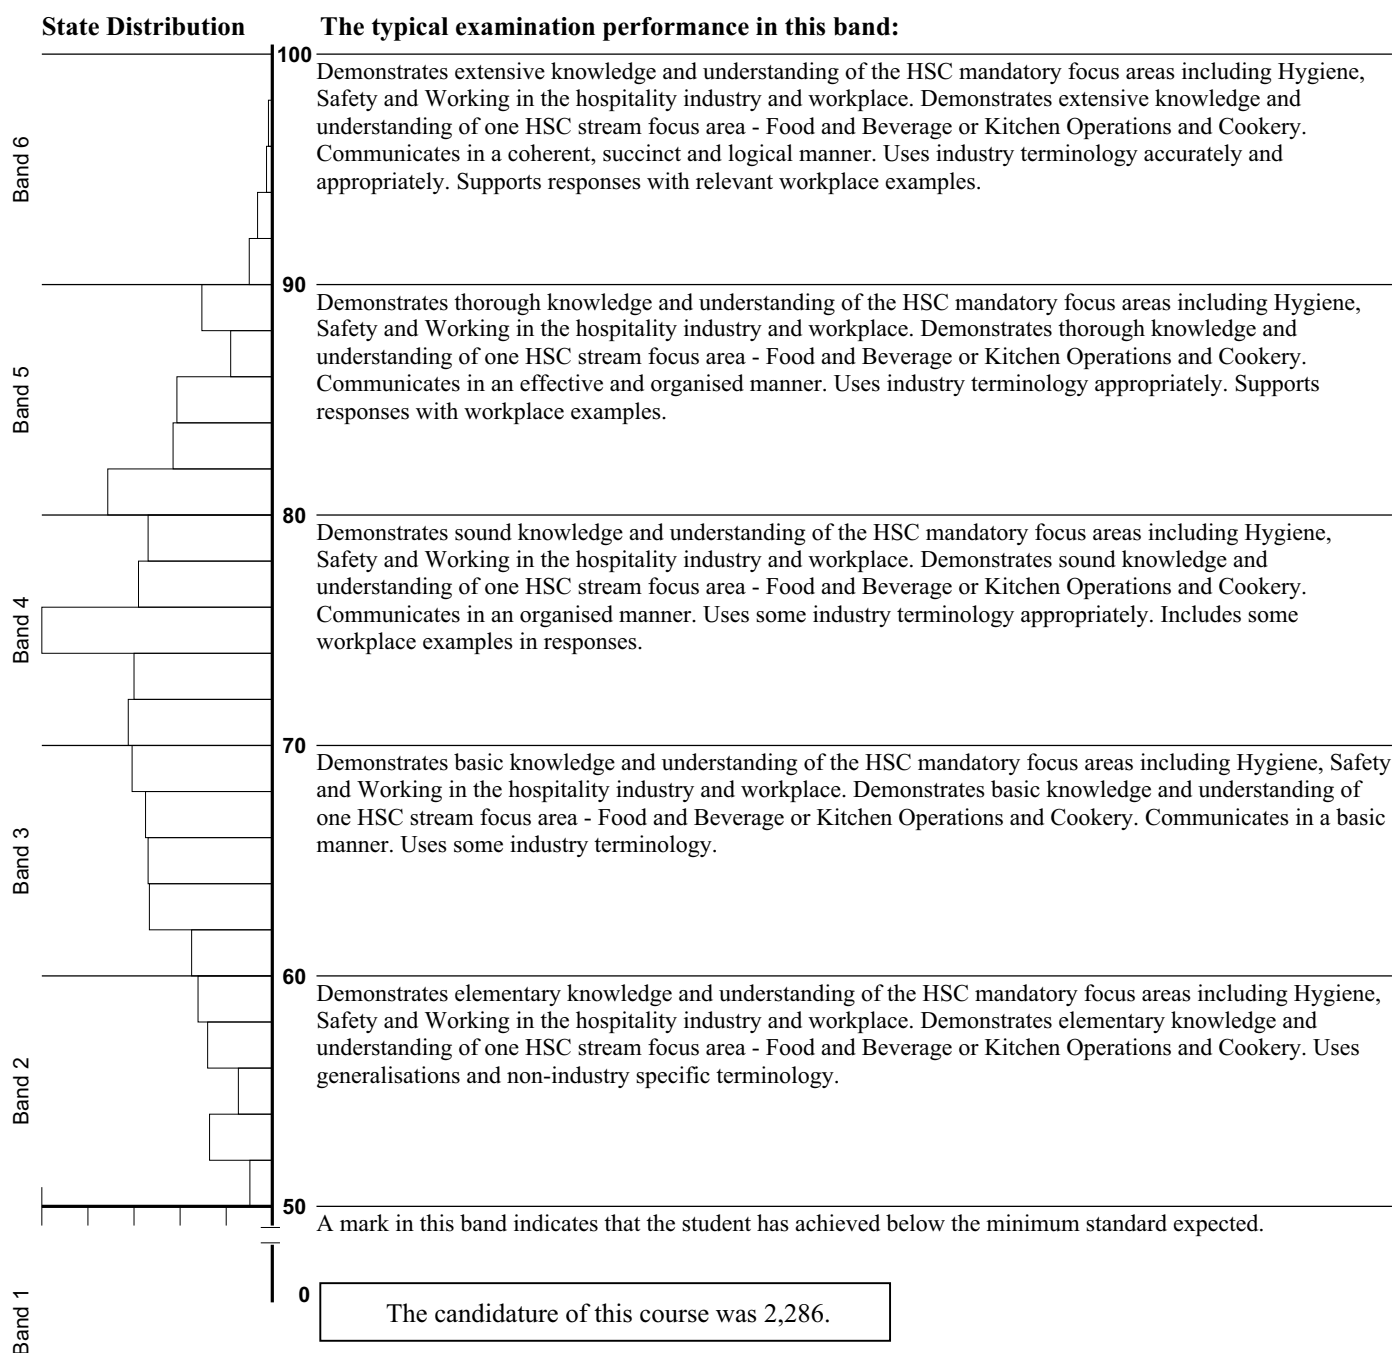 State Distribution
The typical examination performance in this band:
100
Band 6
Demonstrates extensive knowledge and understanding of the HSC mandatory focus areas including Hygiene,
Safety and Working in the hospitality industry and workplace. Demonstrates extensive knowledge and
understanding of one HSC stream focus area - Food and Beverage or Kitchen Operations and Cookery.
Communicates in a coherent, succinct and logical manner. Uses industry terminology accurately and
appropriately. Supports responses with relevant workplace examples.
90
Band 5
Demonstrates thorough knowledge and understanding of the HSC mandatory focus areas including Hygiene,
Safety and Working in the hospitality industry and workplace. Demonstrates thorough knowledge and
understanding of one HSC stream focus area - Food and Beverage or Kitchen Operations and Cookery.
Communicates in an effective and organised manner. Uses industry terminology appropriately. Supports
responses with workplace examples.
80
Band 4
Demonstrates sound knowledge and understanding of the HSC mandatory focus areas including Hygiene,
Safety and Working in the hospitality industry and workplace. Demonstrates sound knowledge and
understanding of one HSC stream focus area - Food and Beverage or Kitchen Operations and Cookery.
Communicates in an organised manner. Uses some industry terminology appropriately. Includes some
workplace examples in responses.
70
Band 3
Demonstrates basic knowledge and understanding of the HSC mandatory focus areas including Hygiene, Safety
and Working in the hospitality industry and workplace. Demonstrates basic knowledge and understanding of
one HSC stream focus area - Food and Beverage or Kitchen Operations and Cookery. Communicates in a basic
manner. Uses some industry terminology.
60
Band 2
Demonstrates elementary knowledge and understanding of the HSC mandatory focus areas including Hygiene,
Safety and Working in the hospitality industry and workplace. Demonstrates elementary knowledge and
understanding of one HSC stream focus area - Food and Beverage or Kitchen Operations and Cookery. Uses
generalisations and non-industry specific terminology.
50
A mark in this band indicates that the student has achieved below the minimum standard expected.
Band 1
0
The candidature of this course was 2,286.